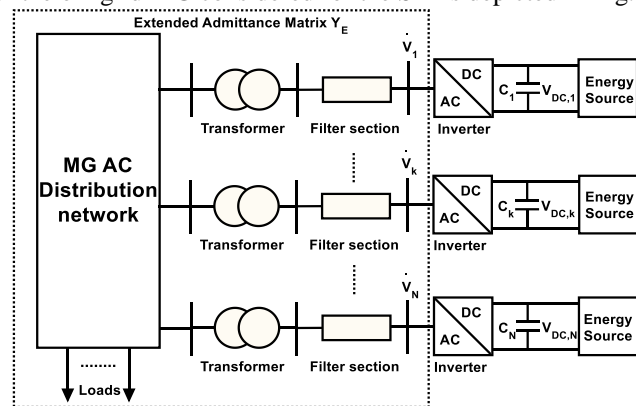 Extended Admittance Matrix Y_E
V̇_1
DC
AC
C_1
V_DC,1
Energy
Source
Transformer
Filter section
Inverter
MG AC
Distribution
network
V̇_k
DC
AC
C_k
V_DC,k
Energy
Source
Transformer
Filter section
Inverter
V̇_N
DC
AC
C_N
V_DC,N
Energy
Source
Transformer
Filter section
Inverter
Loads